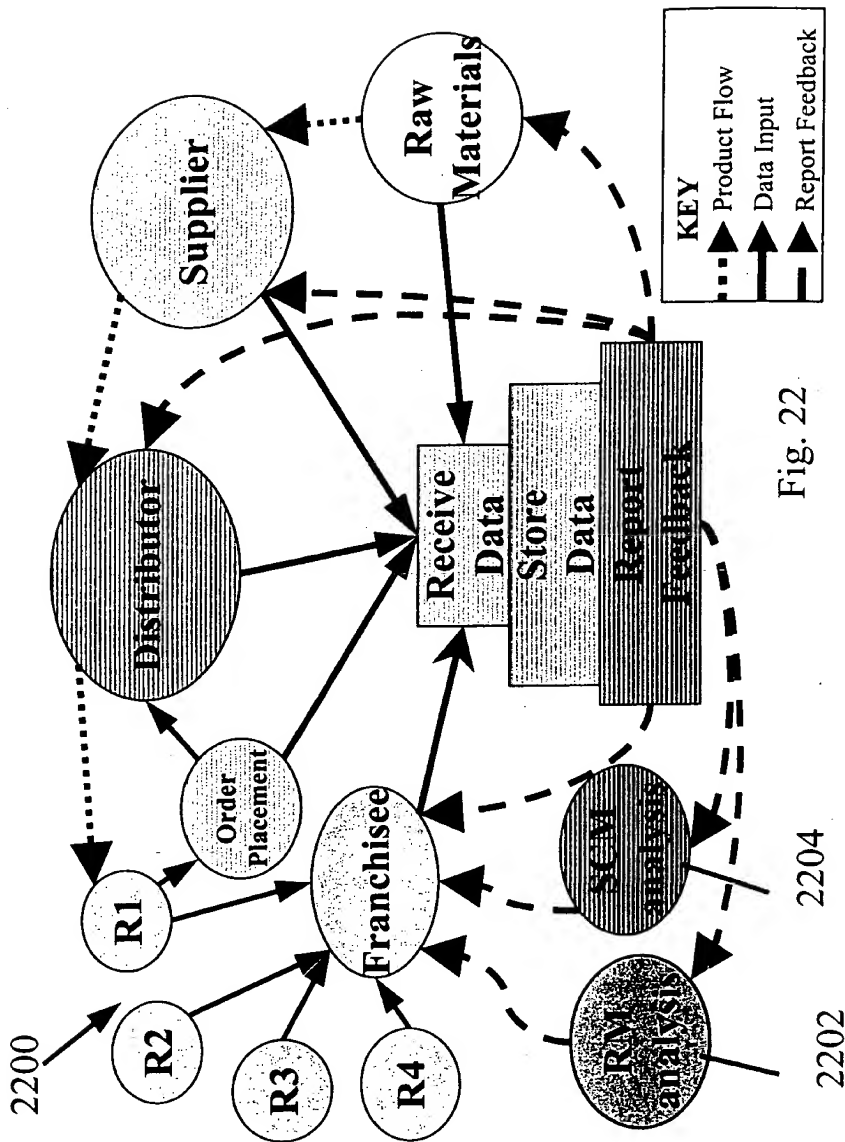 2200
R1
R2
R3
R4
Order
Placement
Distributor
Supplier
Raw
Materials
Franchisee
Receive
Data
Store
Data
Report
Feedback
RM
analysis
SCM
analysis
2202
2204
KEY
Product Flow
Data Input
Report Feedback
Fig. 22